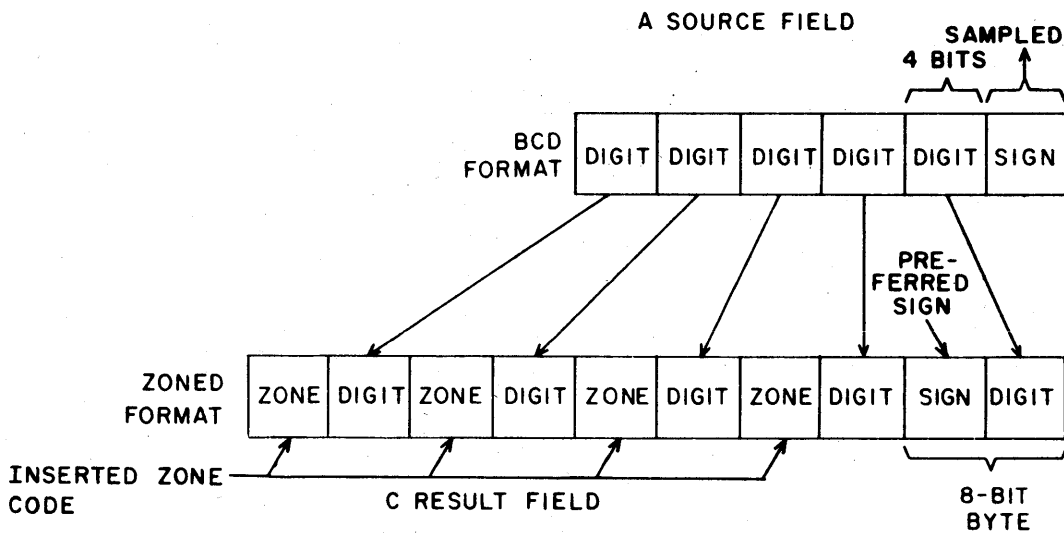 A SOURCE FIELD
SAMPLED
4 BITS
BCD
FORMAT
DIGIT DIGIT DIGIT DIGIT DIGIT SIGN
PRE-
FERRED
SIGN
ZONED
FORMAT
ZONE DIGIT ZONE DIGIT ZONE DIGIT ZONE DIGIT SIGN DIGIT
INSERTED ZONE
CODE
C RESULT FIELD
8-BIT
BYTE